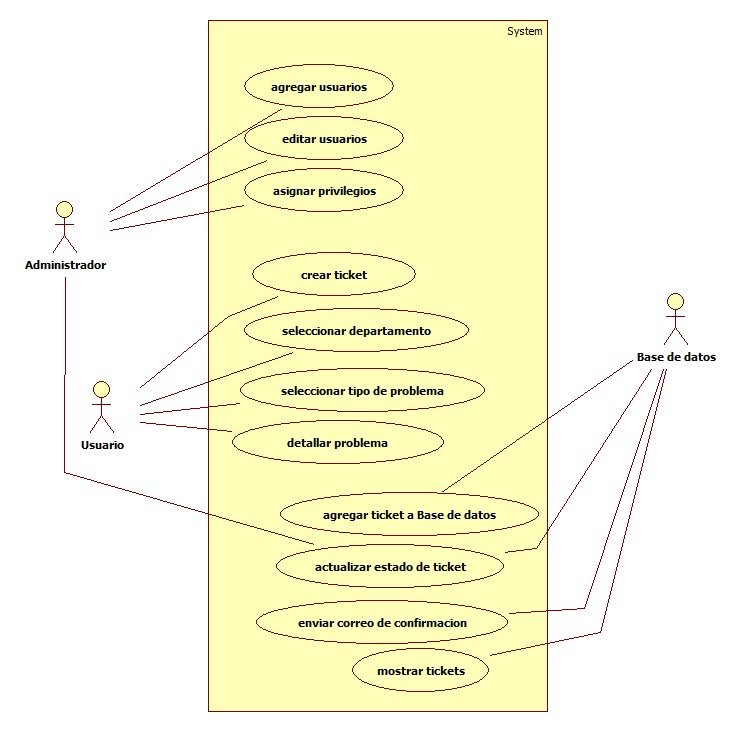 System
agregar usuarios
editar usuarios
asignar privilegios
Administrador
crear ticket
seleccionar departamento
Base de datos
seleccionar tipo de problema
Usuario
detallar problema
agregar ticket a Base de datos
actualizar estado de ticket
enviar correo de confirmacion
mostrar tickets